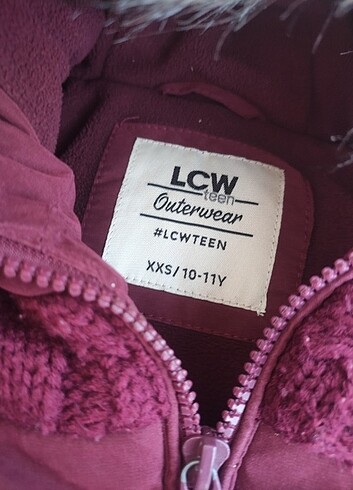 LCW
teen
Outerwear
#LCWTEEN
XXS/10-11Y